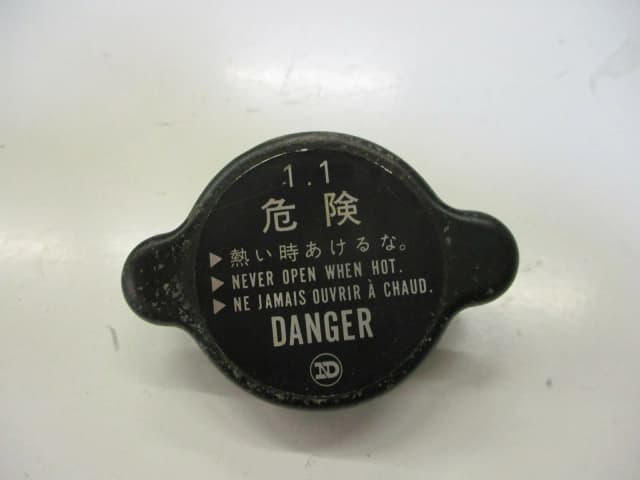 1.1
危険
▶熱い時あけるな。
▶NEVER OPEN WHEN HOT.
▶NE JAMAIS OUVRIR À CHAUD.
DANGER
ND